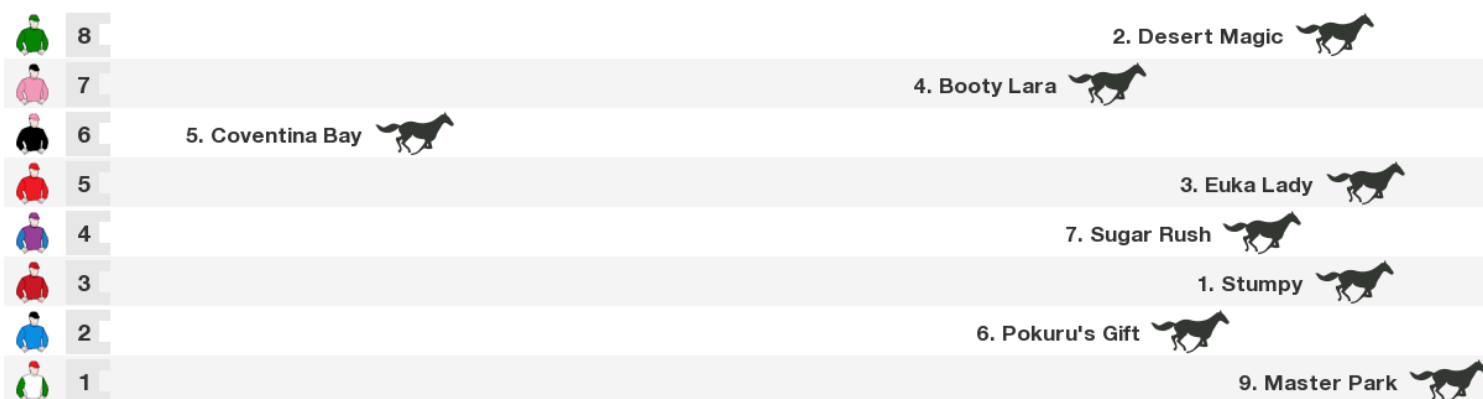 8 2. Desert Magic
7 4. Booty Lara
6 5. Coventina Bay
5 3. Euka Lady
4 7. Sugar Rush
3 1. Stumpy
2 6. Pokuru's Gift
1 9. Master Park